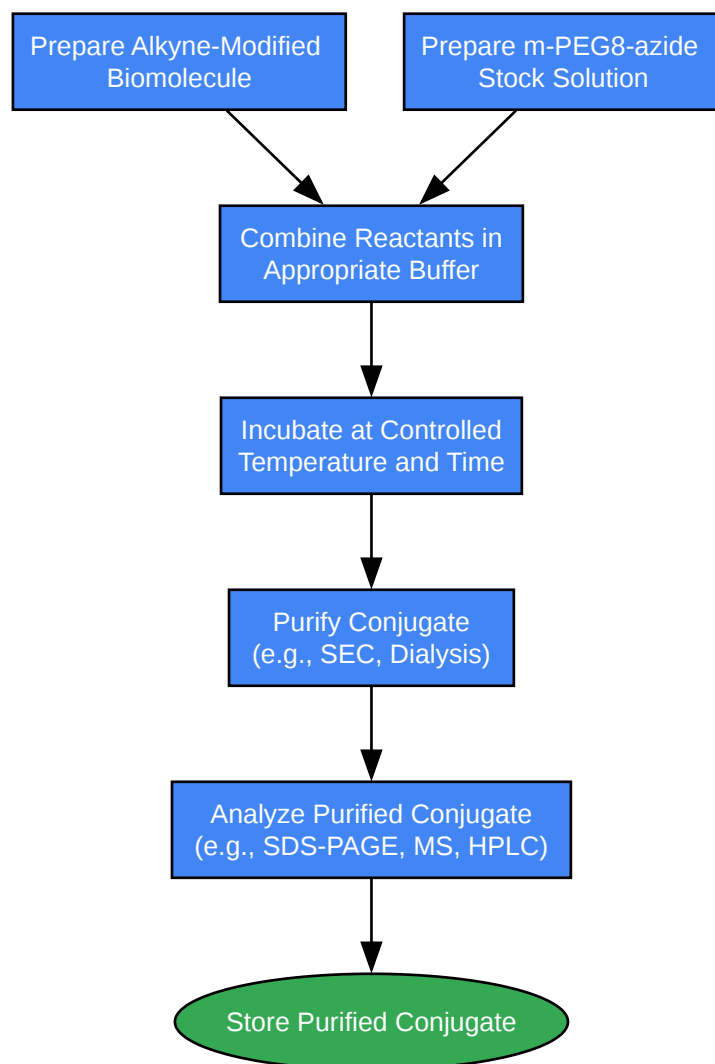 Prepare Alkyne-Modified
Biomolecule
Prepare m-PEG8-azide
Stock Solution
Combine Reactants in
Appropriate Buffer
Incubate at Controlled
Temperature and Time
Purify Conjugate
(e.g., SEC, Dialysis)
Analyze Purified Conjugate
(e.g., SDS-PAGE, MS, HPLC)
Store Purified Conjugate